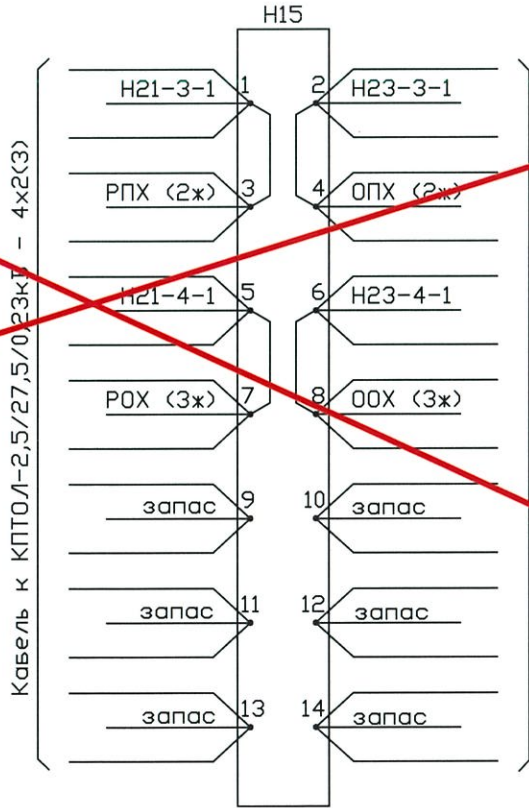 Н15
Н21-3-1 1 2 Н23-3-1
РПХ (2ж) 3 4 ОПХ (2ж)
Н21-4-1 5 6 Н23-4-1
РОХ (3ж) 7 8 ООХ (3ж)
запас 9 10 запас
запас 11 12 запас
запас 13 14 запас
Кабель к КПТОЛ-2,5/27,5/0,23кВ - 4x2(3)